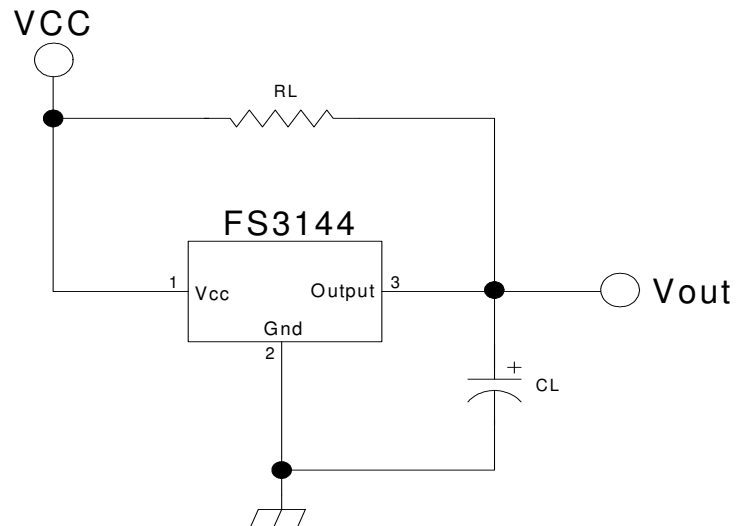 VCC
RL
FS3144
1
Vcc
Output
3
Vout
Gnd
2
+
CL